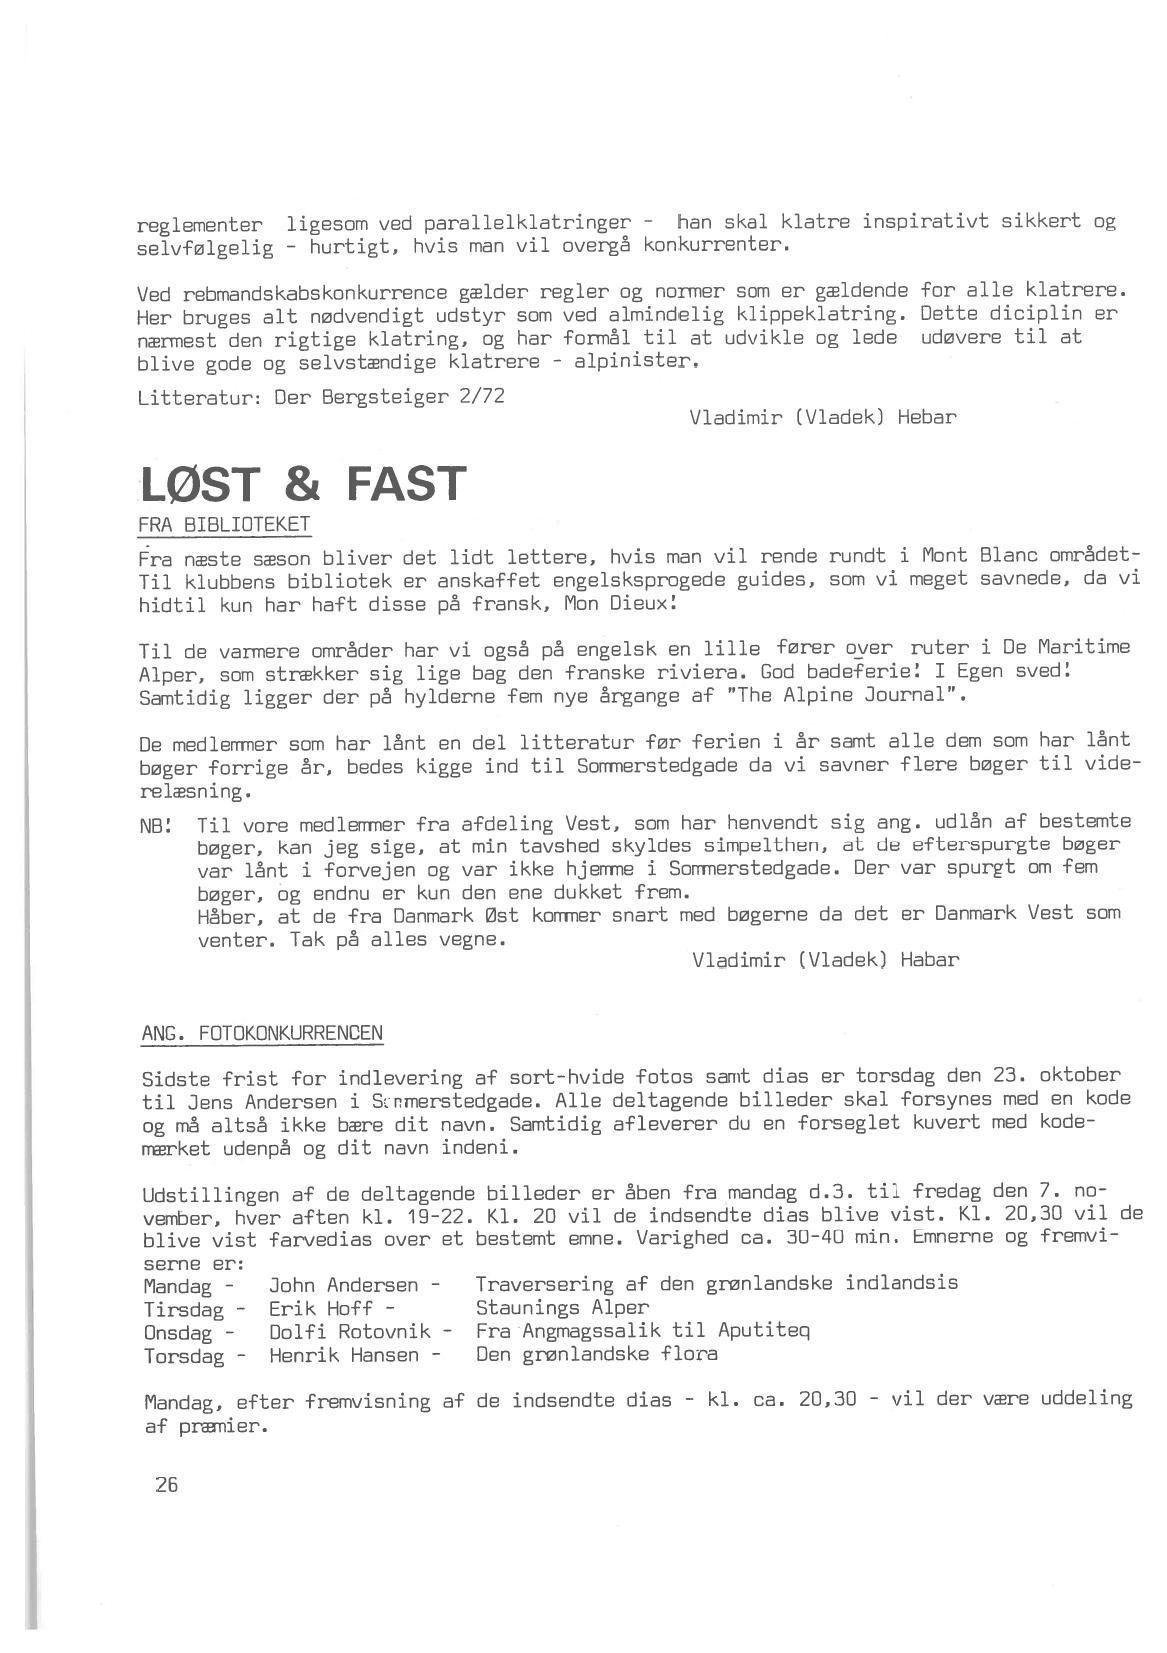 reglementer ligesom ved parallelklatringer - han skal klatre inspirativt sikkert og
selvfølgelig - hurtigt, hvis man vil overgå konkurrenter.
Ved rebmandskabskonkurrence gælder regler og normer som er gældende for alle klatrere.
Her bruges alt nødvendigt udstyr som ved almindelig klippeklatring. Dette diciplin er
nærmest den rigtige klatring, og har formål til at udvikle og lede udøvere til at
blive gode og selvstændige klatrere - alpinister.
Litteratur: Der Bergsteiger 2/72
Vladimir (Vladek) Hebar
LØST & FAST
FRA BIBLIOTEKET
Fra næste sæson bliver det lidt lettere, hvis man vil rende rundt i Mont Blanc området-
Til klubbens bibliotek er anskaffet engelsksprogede guides, som vi meget savnede, da vi
hidtil kun har haft disse på fransk, Mon Dieux!
Til de varmere områder har vi også på engelsk en lille fører over ruter i De Maritime
Alper, som strækker sig lige bag den franske riviera. God badeferie! I Egen sved!
Samtidig ligger der på hylderne fem nye årgange af "The Alpine Journal".
De medlemmer som har lånt en del litteratur før ferien i år samt alle dem som har lånt
bøger forrige år, bedes kigge ind til Sommerstedgade da vi savner flere bøger til vide-
relæsning.
NB! Til vore medlemmer fra afdeling Vest, som har henvendt sig ang. udlån af bestemte
bøger, kan jeg sige, at min tavshed skyldes simpelthen, at de efterspurgte bøger
var lånt i forvejen og var ikke hjemme i Sommerstedgade. Der var spurgt om fem
bøger, og endnu er kun den ene dukket frem.
Håber, at de fra Danmark Øst kommer snart med bøgerne da det er Danmark Vest som
venter. Tak på alles vegne.
Vladimir (Vladek) Habar
ANG. FOTOKONKURRENCEN
Sidste frist for indlevering af sort-hvide fotos samt dias er torsdag den 23. oktober
til Jens Andersen i Sommerstedgade. Alle deltagende billeder skal forsynes med en kode
og må altså ikke bære dit navn. Samtidig afleverer du en forseglet kuvert med kode-
mærket udenpå og dit navn indeni.
Udstillingen af de deltagende billeder er åben fra mandag d.3. til fredag den 7. no-
vember, hver aften kl. 19-22. Kl. 20 vil de indsendte dias blive vist. Kl. 20,30 vil de
blive vist farvedias over et bestemt emne. Varighed ca. 30-40 min. Emnerne og fremvi-
serne er:
Mandag - John Andersen - Traversering af den grønlandske indlandsis
Tirsdag - Erik Hoff - Staunings Alper
Onsdag - Dolfi Rotovnik - Fra Angmagssalik til Aputiteq
Torsdag - Henrik Hansen - Den grønlandske flora
Mandag, efter fremvisning af de indsendte dias - kl. ca. 20,30 - vil der være uddeling
af præmier.
26